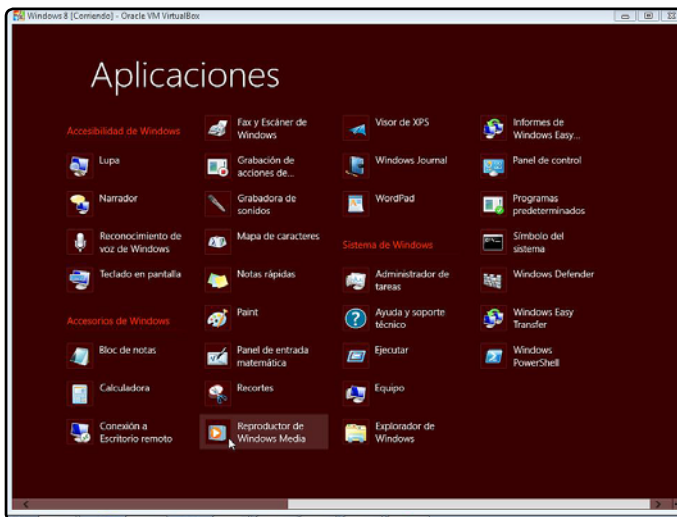 Windows 8 [Corriendo] - Oracle VM VirtualBox
Aplicaciones
Accesibilidad de Windows
Lupa
Narrador
Reconocimiento de
voz de Windows
Teclado en pantalla
Accesorios de Windows
Bloc de notas
Calculadora
Conexión a
Escritorio remoto
Fax y Escáner de
Windows
Grabación de
acciones de...
Grabadora de
sonidos
Mapa de caracteres
Notas rápidas
Paint
Panel de entrada
matemática
Recortes
Reproductor de
Windows Media
Visor de XPS
Windows Journal
WordPad
Sistema de Windows
Administrador de
tareas
Ayuda y soporte
técnico
Ejecutar
Equipo
Explorador de
Windows
Informes de
Windows Easy...
Panel de control
Programas
predeterminados
Símbolo del
sistema
Windows Defender
Windows Easy
Transfer
Windows
PowerShell